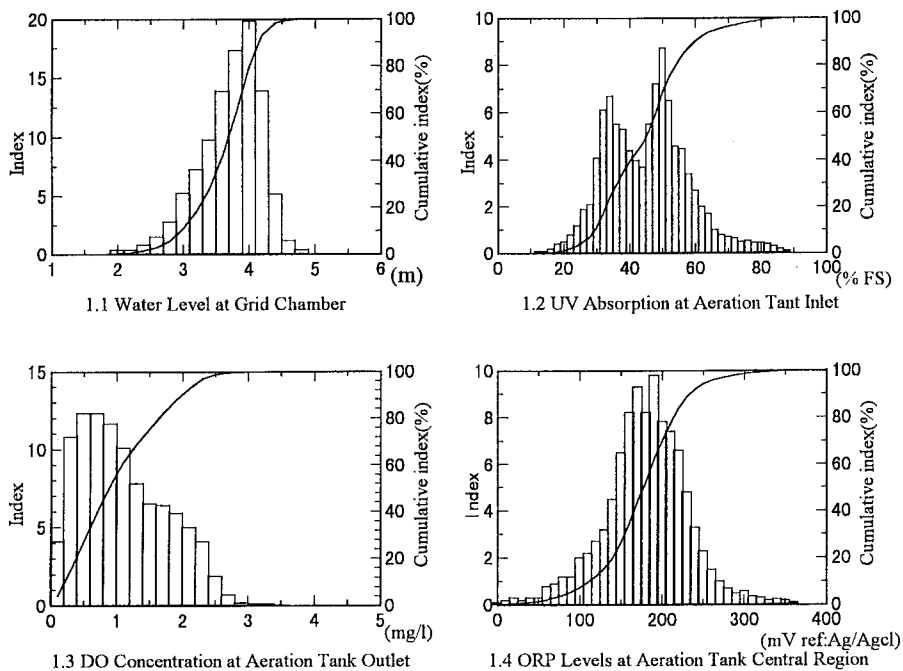 20
15
10
5
0
Index
100
80
60
40
20
0
Cumulative index(%)
1 2 3 4 5 6
(m)
1.1 Water Level at Grid Chamber
10
8
6
4
2
0
Index
100
80
60
40
20
0
Cumulative index(%)
0 20 40 60 80 100
(% FS)
1.2 UV Absorption at Aeration Tant Inlet
15
10
5
0
Index
100
80
60
40
20
0
Cumulative index(%)
0 1 2 3 4 5
(mg/l)
1.3 DO Concentration at Aeration Tank Outlet
10
8
6
4
2
0
Index
100
80
60
40
20
0
Cumulative index(%)
0 100 200 300 400
(mV ref:Ag/Agcl)
1.4 ORP Levels at Aeration Tank Central Region